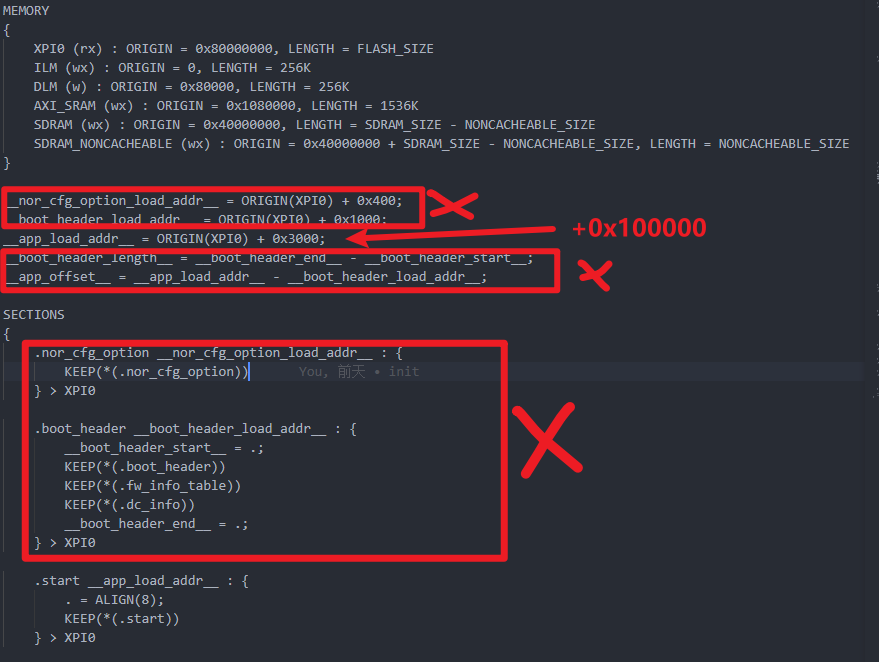 MEMORY
{
    XPI0 (rx) : ORIGIN = 0x80000000, LENGTH = FLASH_SIZE
    ILM (wx) : ORIGIN = 0, LENGTH = 256K
    DLM (w) : ORIGIN = 0x80000, LENGTH = 256K
    AXI_SRAM (wx) : ORIGIN = 0x1080000, LENGTH = 1536K
    SDRAM (wx) : ORIGIN = 0x40000000, LENGTH = SDRAM_SIZE - NONCACHEABLE_SIZE
    SDRAM_NONCACHEABLE (wx) : ORIGIN = 0x40000000 + SDRAM_SIZE - NONCACHEABLE_SIZE, LENGTH = NONCACHEABLE_SIZE
}
__nor_cfg_option_load_addr__ = ORIGIN(XPI0) + 0x400;
__boot_header_load_addr__ = ORIGIN(XPI0) + 0x1000;
__app_load_addr__ = ORIGIN(XPI0) + 0x3000;
+0x100000
__boot_header_length__ = __boot_header_end__ - __boot_header_start__;
__app_offset__ = __app_load_addr__ - __boot_header_load_addr__;
SECTIONS
{
    .nor_cfg_option __nor_cfg_option_load_addr__ : {
        KEEP(*(.nor_cfg_option)) You, 前天 • init
    } > XPI0
    .boot_header __boot_header_load_addr__ : {
        __boot_header_start__ = .;
        KEEP(*(.boot_header))
        KEEP(*(.fw_info_table))
        KEEP(*(.dc_info))
        __boot_header_end__ = .;
    } > XPI0
    .start __app_load_addr__ : {
        . = ALIGN(8);
        KEEP(*(.start))
    } > XPI0